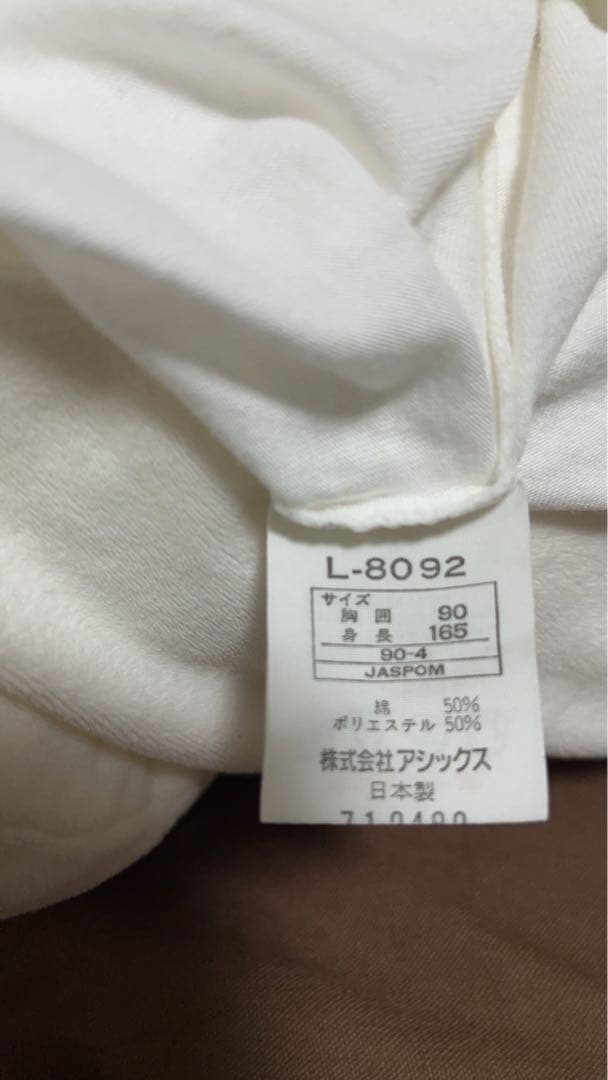 L-8092
サイズ
胸 囲 90
身 長 165
90-4
JASPOM
綿 50%
ポリエステル 50%
株式会社アシックス
日本製